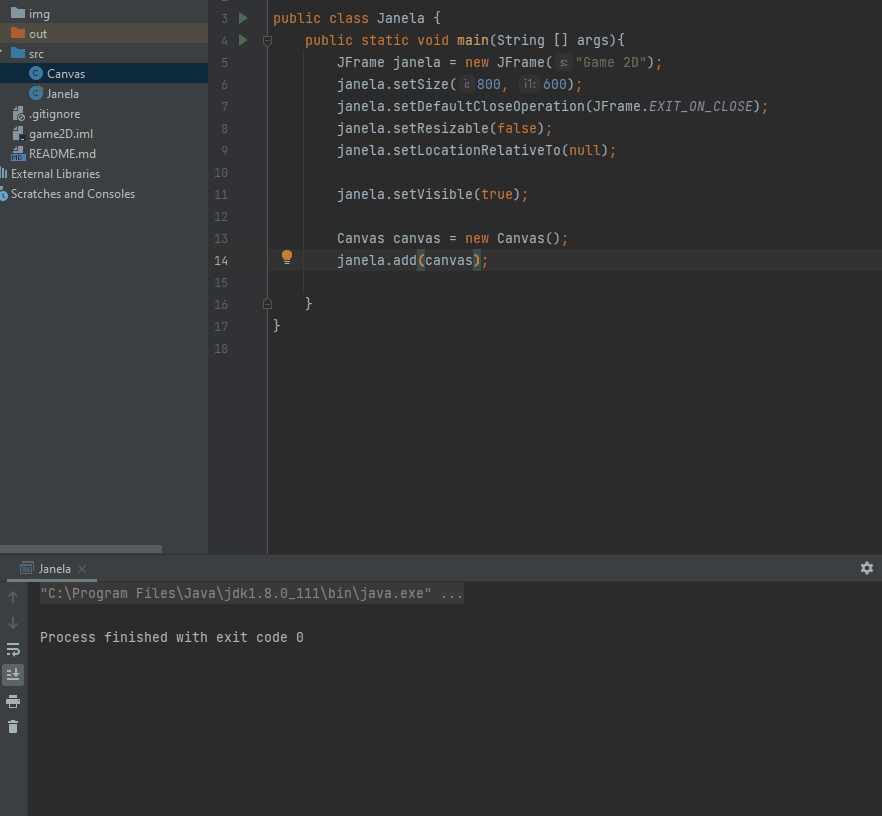 img
out
src
Canvas
Janela
.gitignore
game2D.iml
README.md
External Libraries
Scratches and Consoles
3 public class Janela {
4 public static void main(String [] args){
5 JFrame janela = new JFrame( s: "Game 2D");
6 janela.setSize( i: 800, i1: 600);
7 janela.setDefaultCloseOperation(JFrame.EXIT_ON_CLOSE);
8 janela.setResizable(false);
9 janela.setLocationRelativeTo(null);
10
11 janela.setVisible(true);
12
13 Canvas canvas = new Canvas();
14 janela.add(canvas);
15
16 }
17 }
18
Janela
"C:\Program Files\Java\jdk1.8.0_111\bin\java.exe" ...
Process finished with exit code 0